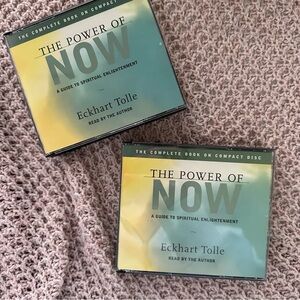 THE COMPLETE BOOK ON COMPACT DISC
THE POWER OF
NOW
A GUIDE TO SPIRITUAL ENLIGHTENMENT
Eckhart Tolle
READ BY THE AUTHOR
THE COMPLETE BOOK ON COMPACT DISC
THE POWER OF
NOW
A GUIDE TO SPIRITUAL ENLIGHTENMENT
Eckhart Tolle
READ BY THE AUTHOR